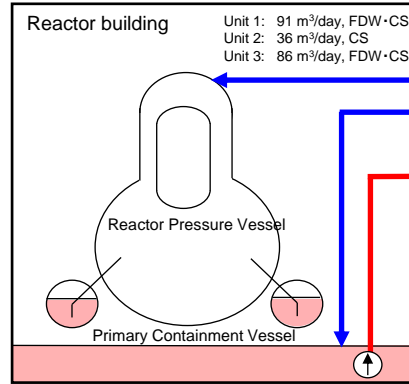 Reactor building
Unit 1: 91 m³/day, FDW・CS
Unit 2: 36 m³/day, CS
Unit 3: 86 m³/day, FDW・CS
Reactor Pressure Vessel
Primary Containment Vessel